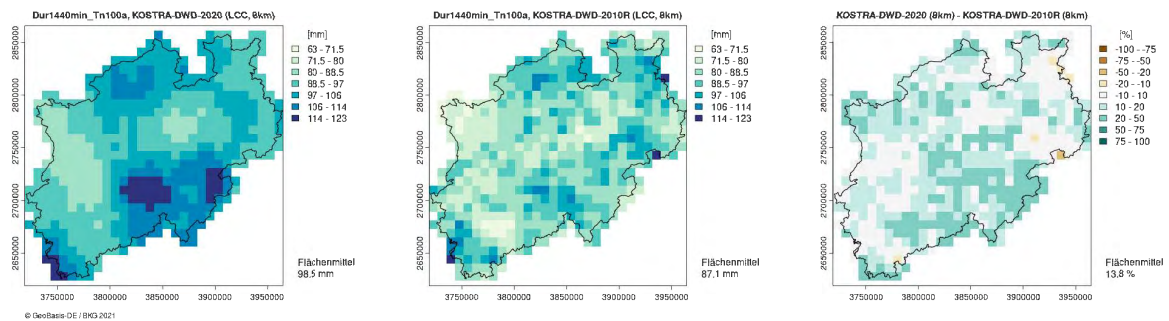 Dur1440min_Tn100a, KOSTRA-DWD-2020 (LCC, 8km)
[mm]
63 - 71.5
71.5 - 80
80 - 88.5
88.5 - 97
97 - 106
106 - 114
114 - 123
2850000
2800000
2750000
2700000
2650000
3750000
3800000
3850000
3900000
3950000
Flächenmittel
98,5 mm
© GeoBasis-DE / BKG 2021
Dur1440min_Tn100a, KOSTRA-DWD-2010R (LCC, 8km)
[mm]
63 - 71.5
71.5 - 80
80 - 88.5
88.5 - 97
97 - 106
106 - 114
114 - 123
2850000
2800000
2750000
2700000
2650000
3750000
3800000
3850000
3900000
3950000
Flächenmittel
87,1 mm
KOSTRA-DWD-2020 (8km) - KOSTRA-DWD-2010R (8km)
[%]
-100 - -75
-75 - -50
-50 - -20
-20 - -10
-10 - 10
10 - 20
20 - 50
50 - 75
75 - 100
2850000
2800000
2750000
2700000
2650000
3750000
3800000
3850000
3900000
3950000
Flächenmittel
13,8 %